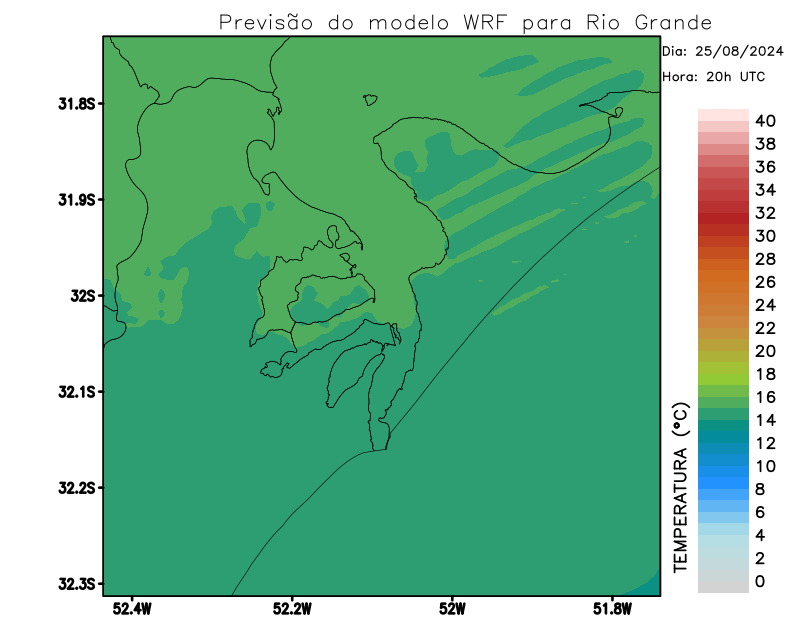 Previsão do modelo WRF para Rio Grande
Dia: 25/08/2024
Hora: 20h UTC
31.8S
31.9S
32S
32.1S
32.2S
32.3S
52.4W
52.2W
52W
51.8W
TEMPERATURA (°C)
40
38
36
34
32
30
28
26
24
22
20
18
16
14
12
10
8
6
4
2
0